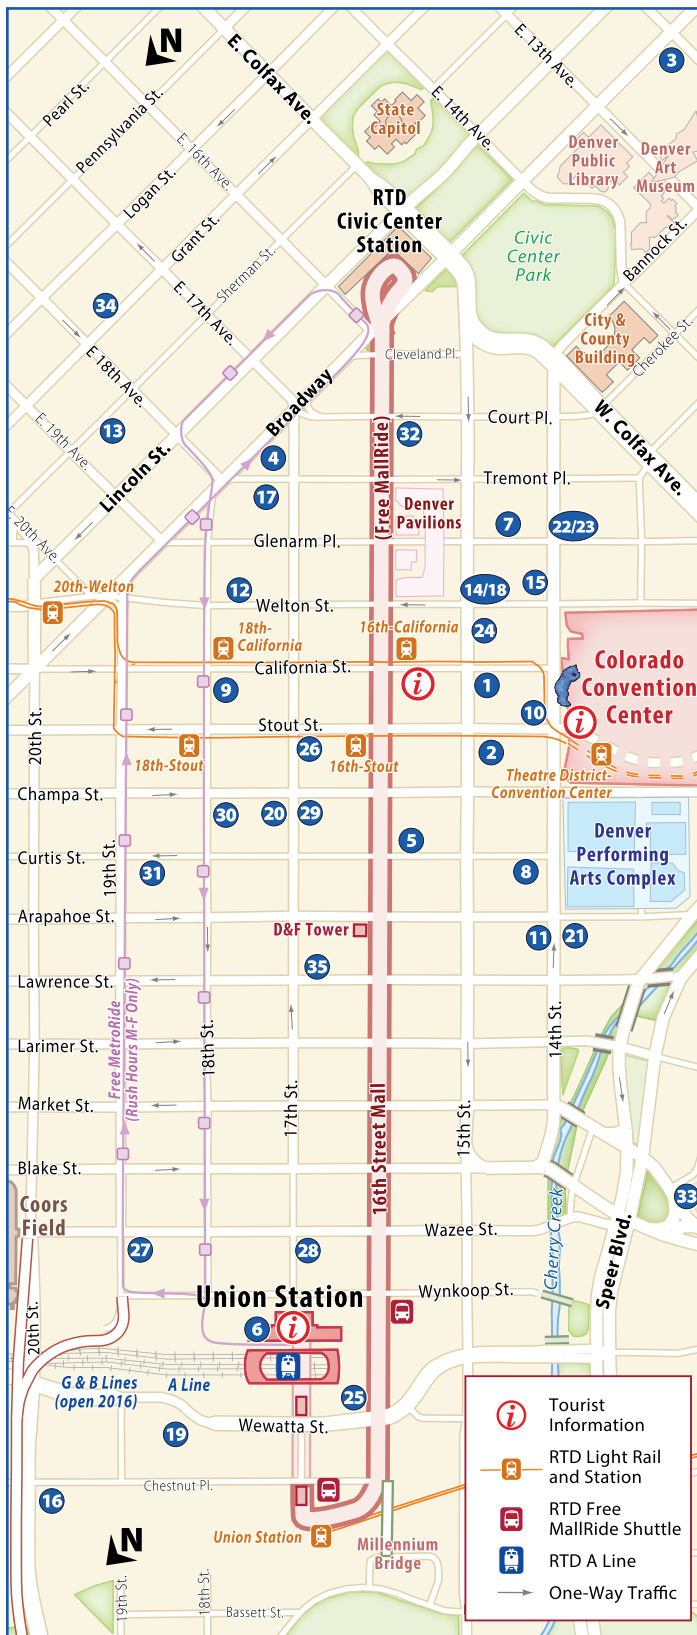 N
E. Colfax Ave.
E. 13th Ave.
3
Pearl St.
Pennsylvania St.
E. 16th Ave.
State
Capitol
E. 14th Ave.
Denver
Public
Library
Denver
Art
Museum
Logan St.
Grant St.
Sherman St.
RTD
Civic Center
Station
Civic
Center
Park
Bannock St.
E. 17th Ave.
34
City &
County
Building
Cherokee St.
E. 18th Ave.
Cleveland Pl.
Broadway
W. Colfax Ave.
E. 19th Ave.
13
Lincoln St.
4
32
Court Pl.
(Free MallRide)
Tremont Pl.
17
Denver
Pavilions
7
22/23
E. 20th Ave.
Glenarm Pl.
20th-Welton
12
14/18
15
Welton St.
18th-
California
16th-California
24
California St.
i
Colorado
Convention
Center
9
1
10
i
20th St.
Stout St.
18th-Stout
26
16th-Stout
2
Theatre District-
Convention Center
Champa St.
30
20
29
5
Denver
Performing
Arts Complex
Curtis St.
19th St.
31
8
Arapahoe St.
D&F Tower
11
21
35
Lawrence St.
Free MetroRide
(Rush Hours M-F Only)
Larimer St.
18th St.
14th St.
Market St.
17th St.
16th Street Mall
15th St.
Blake St.
Coors
Field
33
Cherry Creek
Speer Blvd.
27
28
Wazee St.
Union Station
Wynkoop St.
20th St.
6
i
G & B Lines
(open 2016)
A Line
25
19
Wewatta St.
Chestnut Pl.
16
Union Station
Millennium
Bridge
N
19th St.
18th St.
Bassett St.
i
Tourist
Information
RTD Light Rail
and Station
RTD Free
MallRide Shuttle
RTD A Line
One-Way Traffic